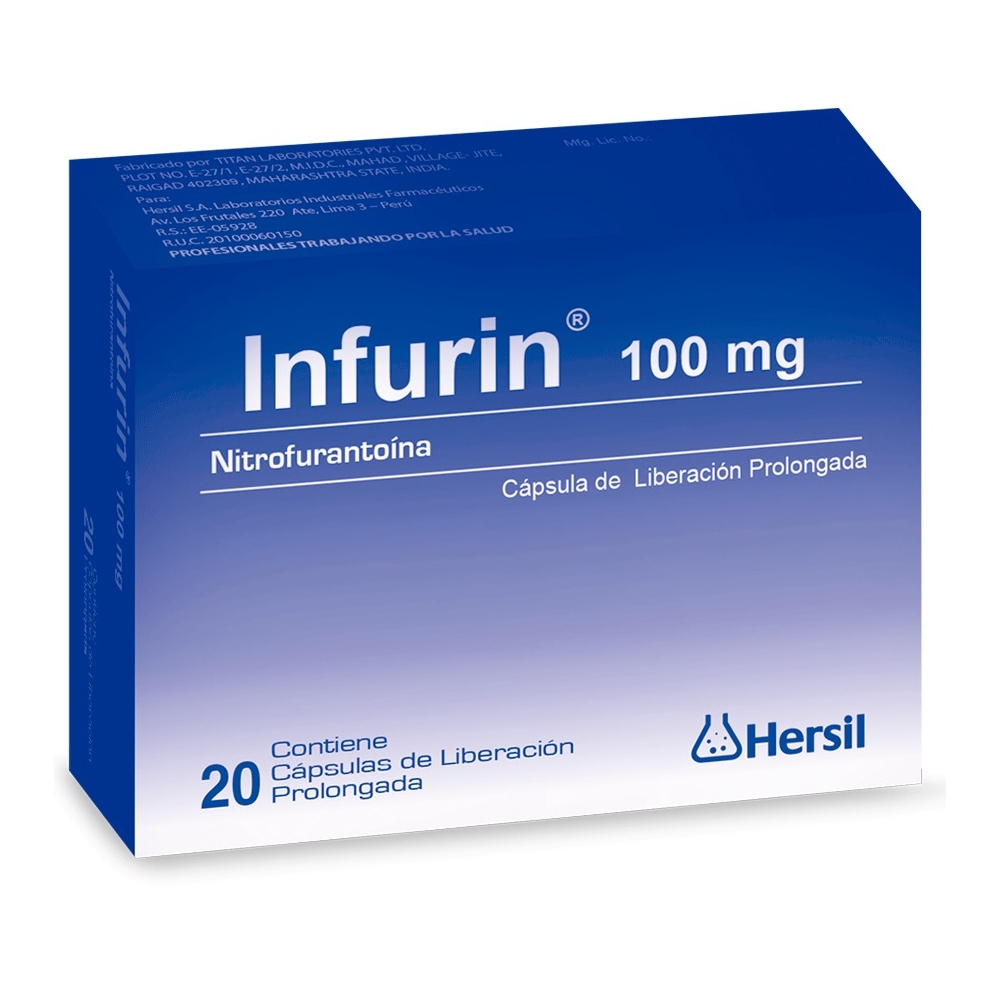 Fabricado por TITAN LABORATORIES PVT. LTD.
PLOT NO. E-27/1, E-27/2, M.I.D.C., MAHAD, VILLAGE- JITE,
RAIGAD 402309, MAHARASHTRA STATE, INDIA.
Mfg. Lic. No.:
Para:
Hersil S.A. Laboratorios Industriales Farmacéuticos
Av. Los Frutales 220 Ate, Lima 3 – Perú
R.S.: EE-05928
R.U.C. 20100060150
PROFESIONALES TRABAJANDO POR LA SALUD
Infurin® 100 mg
Nitrofurantoína
Cápsula de Liberación Prolongada
20 Contiene
Cápsulas de Liberación
Prolongada
Hersil
Infurin® 100 mg
Nitrofurantoína
20